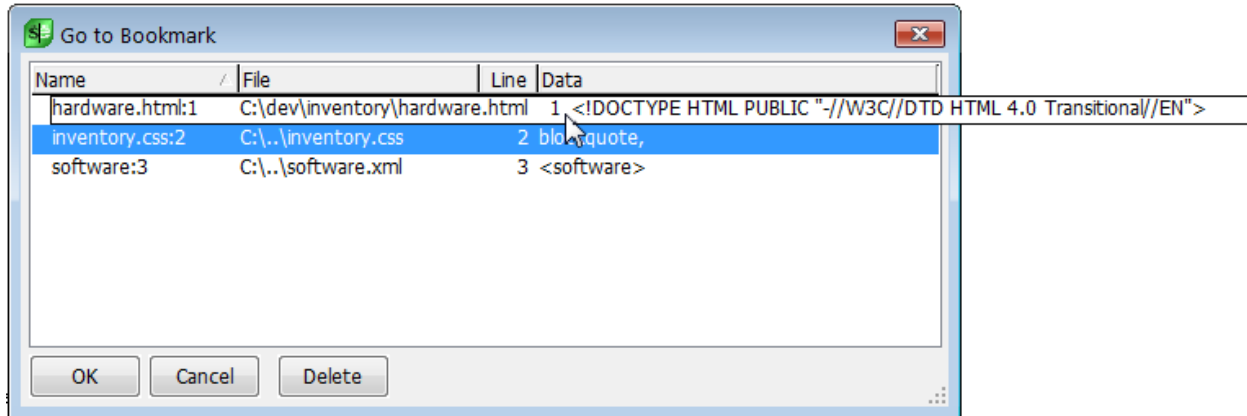 Go to Bookmark
Name / File Line Data
hardware.html:1 C:\dev\inventory\hardware.html 1 <!DOCTYPE HTML PUBLIC "-//W3C//DTD HTML 4.0 Transitional//EN">
inventory.css:2 C:\..\inventory.css 2 blockquote,
software:3 C:\..\software.xml 3 <software>
OK Cancel Delete